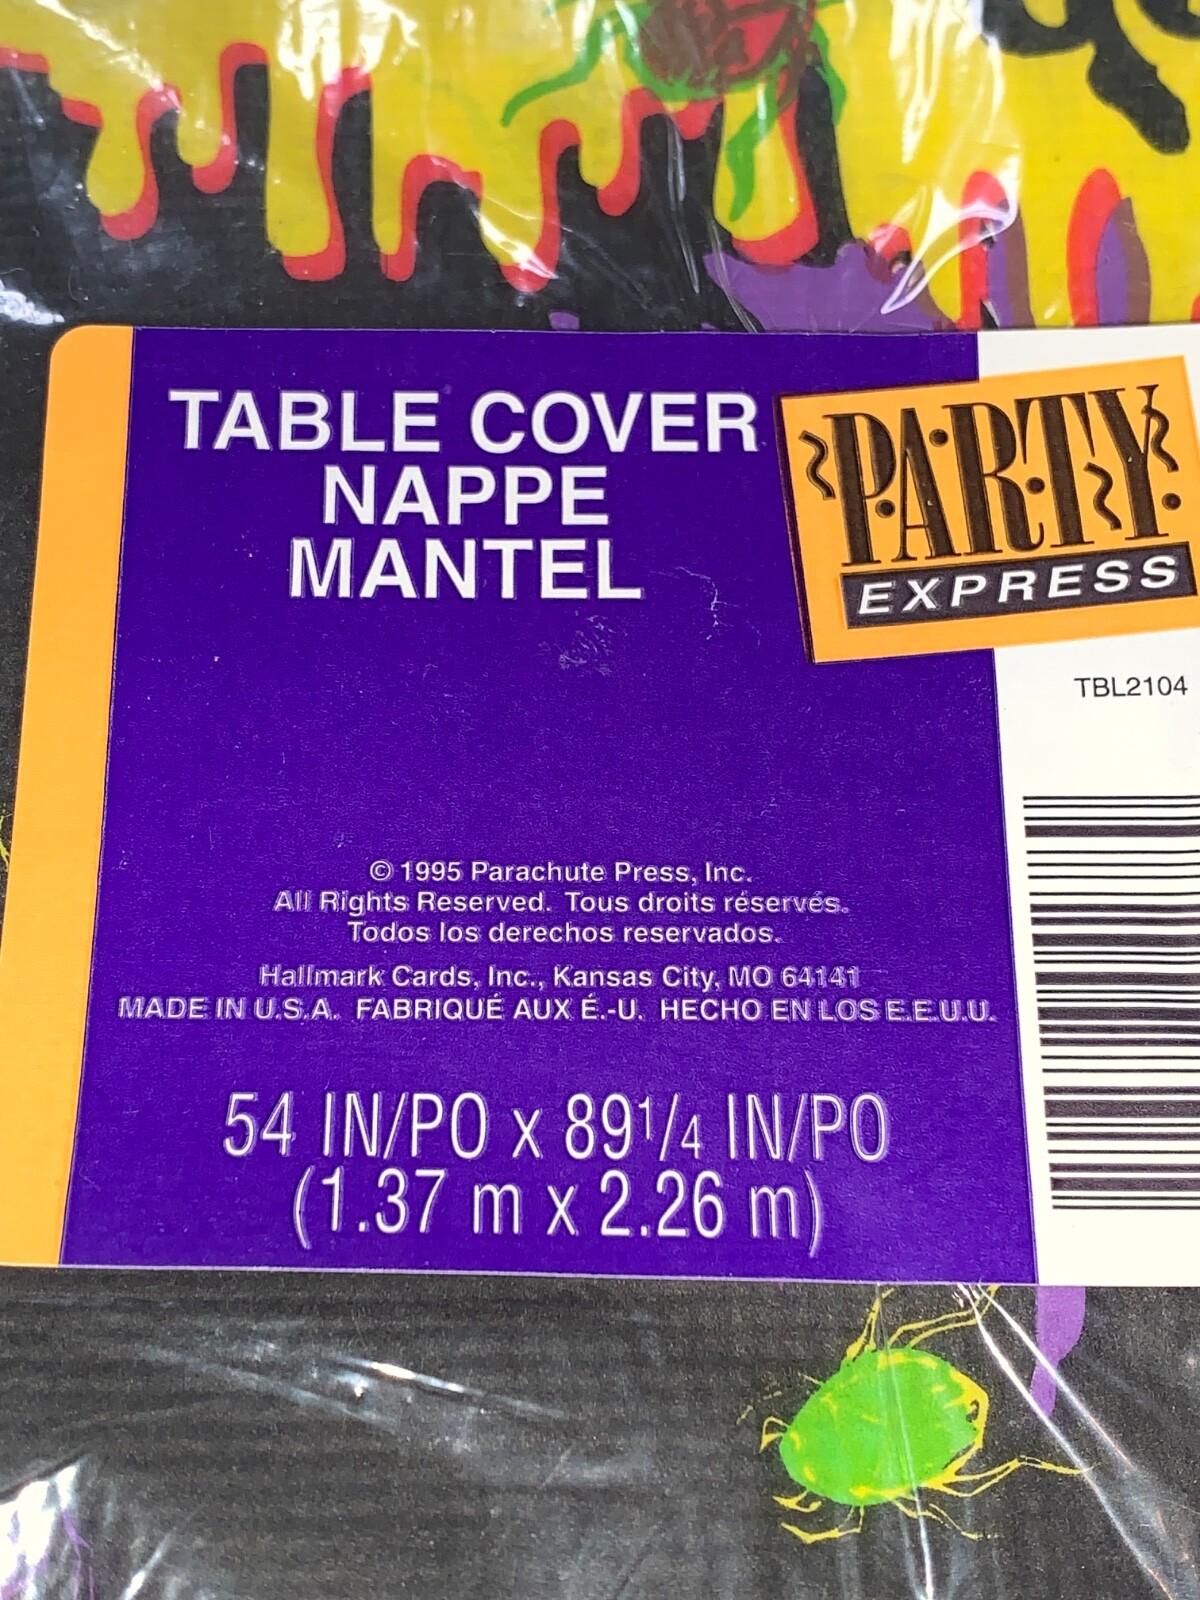 TABLE COVER
NAPPE
MANTEL
PARTY
EXPRESS
TBL2104
© 1995 Parachute Press, Inc.
All Rights Reserved. Tous droits réservés.
Todos los derechos reservados.
Hallmark Cards, Inc., Kansas City, MO 64141
MADE IN U.S.A. FABRIQUÉ AUX É.-U. HECHO EN LOS E.E.U.U.
54 IN/PO x 89 1/4 IN/PO
(1.37 m x 2.26 m)